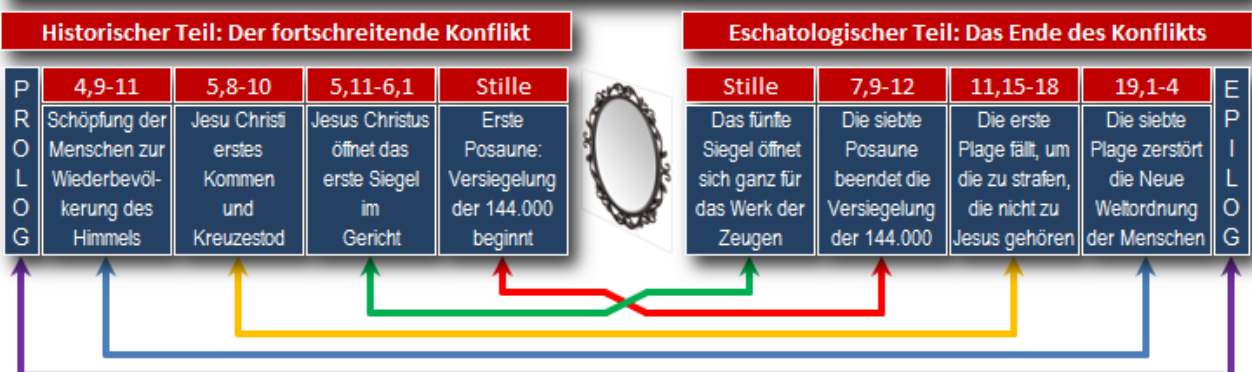 Historischer Teil: Der fortschreitende Konflikt
PROLOG
4,9-11
Schöpfung der
Menschen zur
Wiederbevöl-
kerung des
Himmels
5,8-10
Jesu Christi
erstes
Kommen
und
Kreuzestod
5,11-6,1
Jesus Christus
öffnet das
erste Siegel
im
Gericht
Stille
Erste
Posaune:
Versiegelung
der 144.000
beginnt
Eschatologischer Teil: Das Ende des Konflikts
Stille
Das fünfte
Siegel öffnet
sich ganz für
das Werk der
Zeugen
7,9-12
Die siebte
Posaune
beendet die
Versiegelung
der 144.000
11,15-18
Die erste
Plage fällt, um
die zu strafen,
die nicht zu
Jesus gehören
19,1-4
Die siebte
Plage zerstört
die Neue
Weltordnung
der Menschen
EPILOG